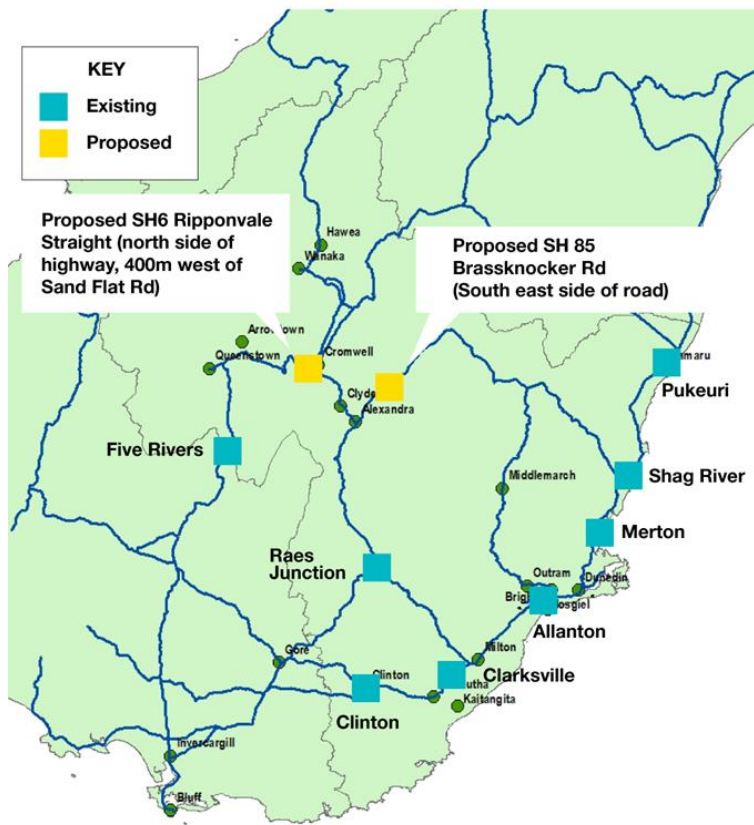 KEY
Existing
Proposed
Proposed SH6 Ripponvale
Straight (north side of
highway, 400m west of
Sand Flat Rd)
Proposed SH 85
Brassknocker Rd
(South east side of road)
Hawea
Wanaka
Arrowtown
Queenstown
Cromwell
Clyde
Alexandra
Pukeuri
Five Rivers
Shag River
Middlemarch
Merton
Raes
Junction
Outram
Dunedin
Allanton
Milton
Gore
Clinton
Clarksville
Kaitangita
Clinton
Invercargill
Bluff